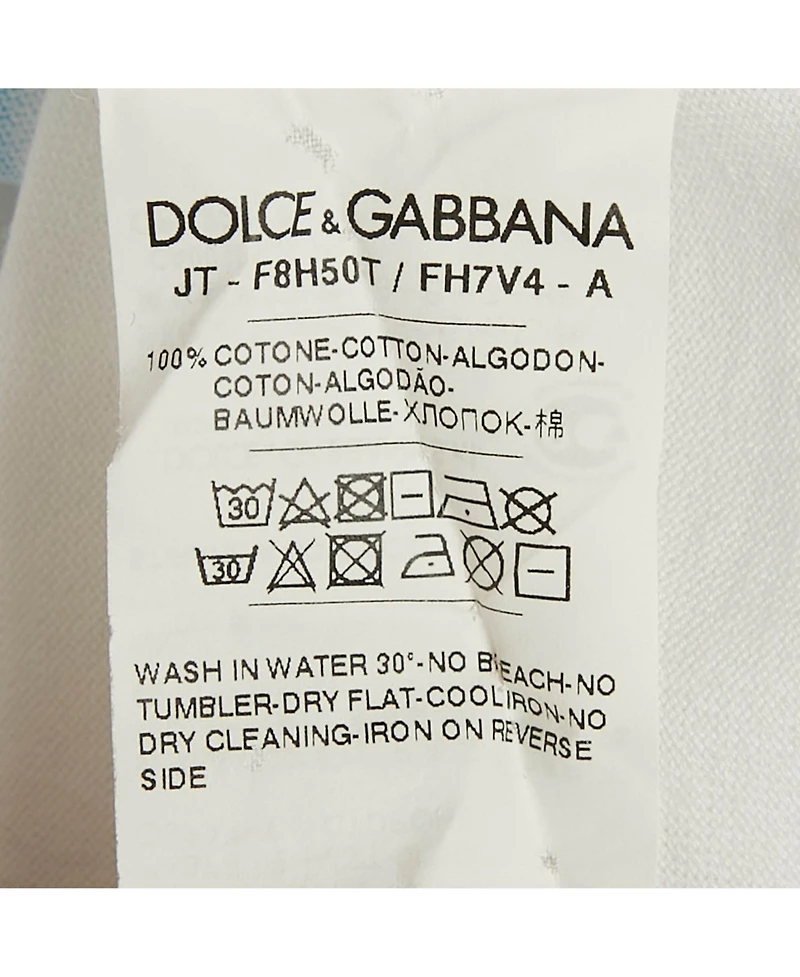 DOLCE & GABBANA
JT - F8H50T / FH7V4 - A
100% COTONE-COTTON-ALGODON-
COTON-ALGODÃO-
BAUMWOLLE-ХЛОПОК-棉
30
30
WASH IN WATER 30°-NO BLEACH-NO
TUMBLER-DRY FLAT-COOL IRON-NO
DRY CLEANING-IRON ON REVERSE
SIDE